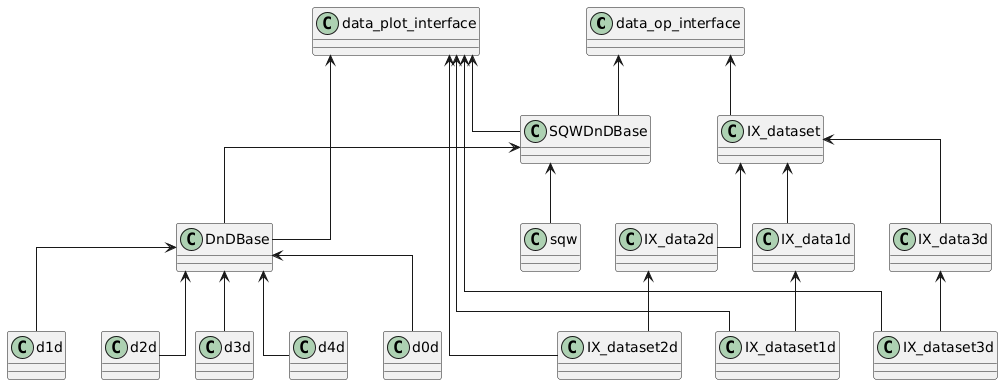 C data_plot_interface
C data_op_interface
C SQWDnDBase
C IX_dataset
C DnDBase
C sqw
C IX_data2d
C IX_data1d
C IX_data3d
C d1d
C d2d
C d3d
C d4d
C d0d
C IX_dataset2d
C IX_dataset1d
C IX_dataset3d